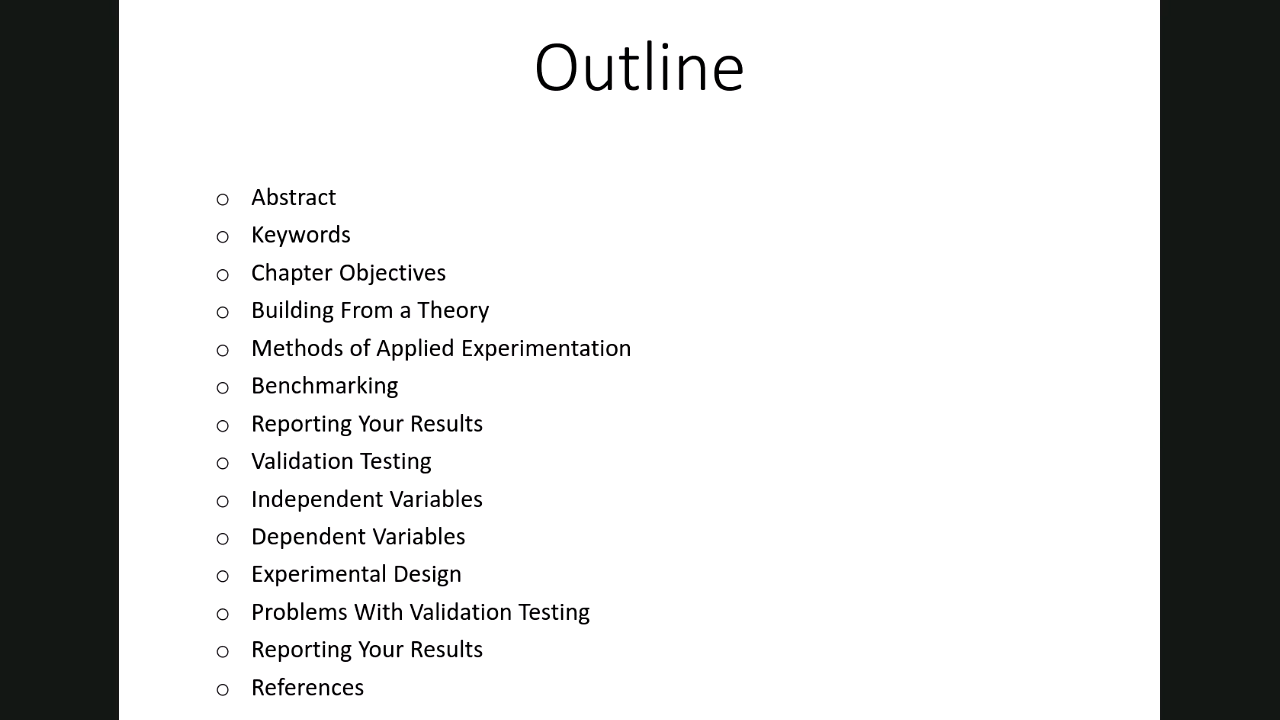 Outline
○ Abstract
○ Keywords
○ Chapter Objectives
○ Building From a Theory
○ Methods of Applied Experimentation
○ Benchmarking
○ Reporting Your Results
○ Validation Testing
○ Independent Variables
○ Dependent Variables
○ Experimental Design
○ Problems With Validation Testing
○ Reporting Your Results
○ References